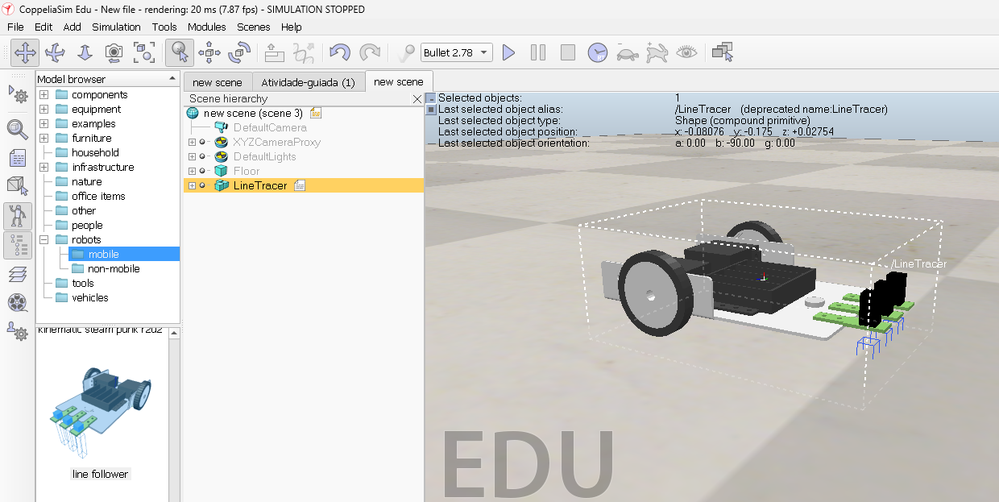 CoppeliaSim Edu - New file - rendering: 20 ms (7.87 fps) - SIMULATION STOPPED
File Edit Add Simulation Tools Modules Scenes Help
Bullet 2.78
Model browser
components
equipment
examples
furniture
household
infrastructure
nature
office items
other
people
robots
mobile
non-mobile
tools
vehicles
kinematic steam punk r2d2
line follower
new scene Atividade-guiada (1) new scene
Scene hierarchy
new scene (scene 3)
DefaultCamera
XYZCameraProxy
DefaultLights
Floor
LineTracer
Selected objects: 1
Last selected object alias: /LineTracer (deprecated name:LineTracer)
Last selected object type: Shape (compound primitive)
Last selected object position: x: -0.08076 y: -0.175 z: +0.02754
Last selected object orientation: a: 0.00 b: -90.00 g: 0.00
/LineTracer
EDU